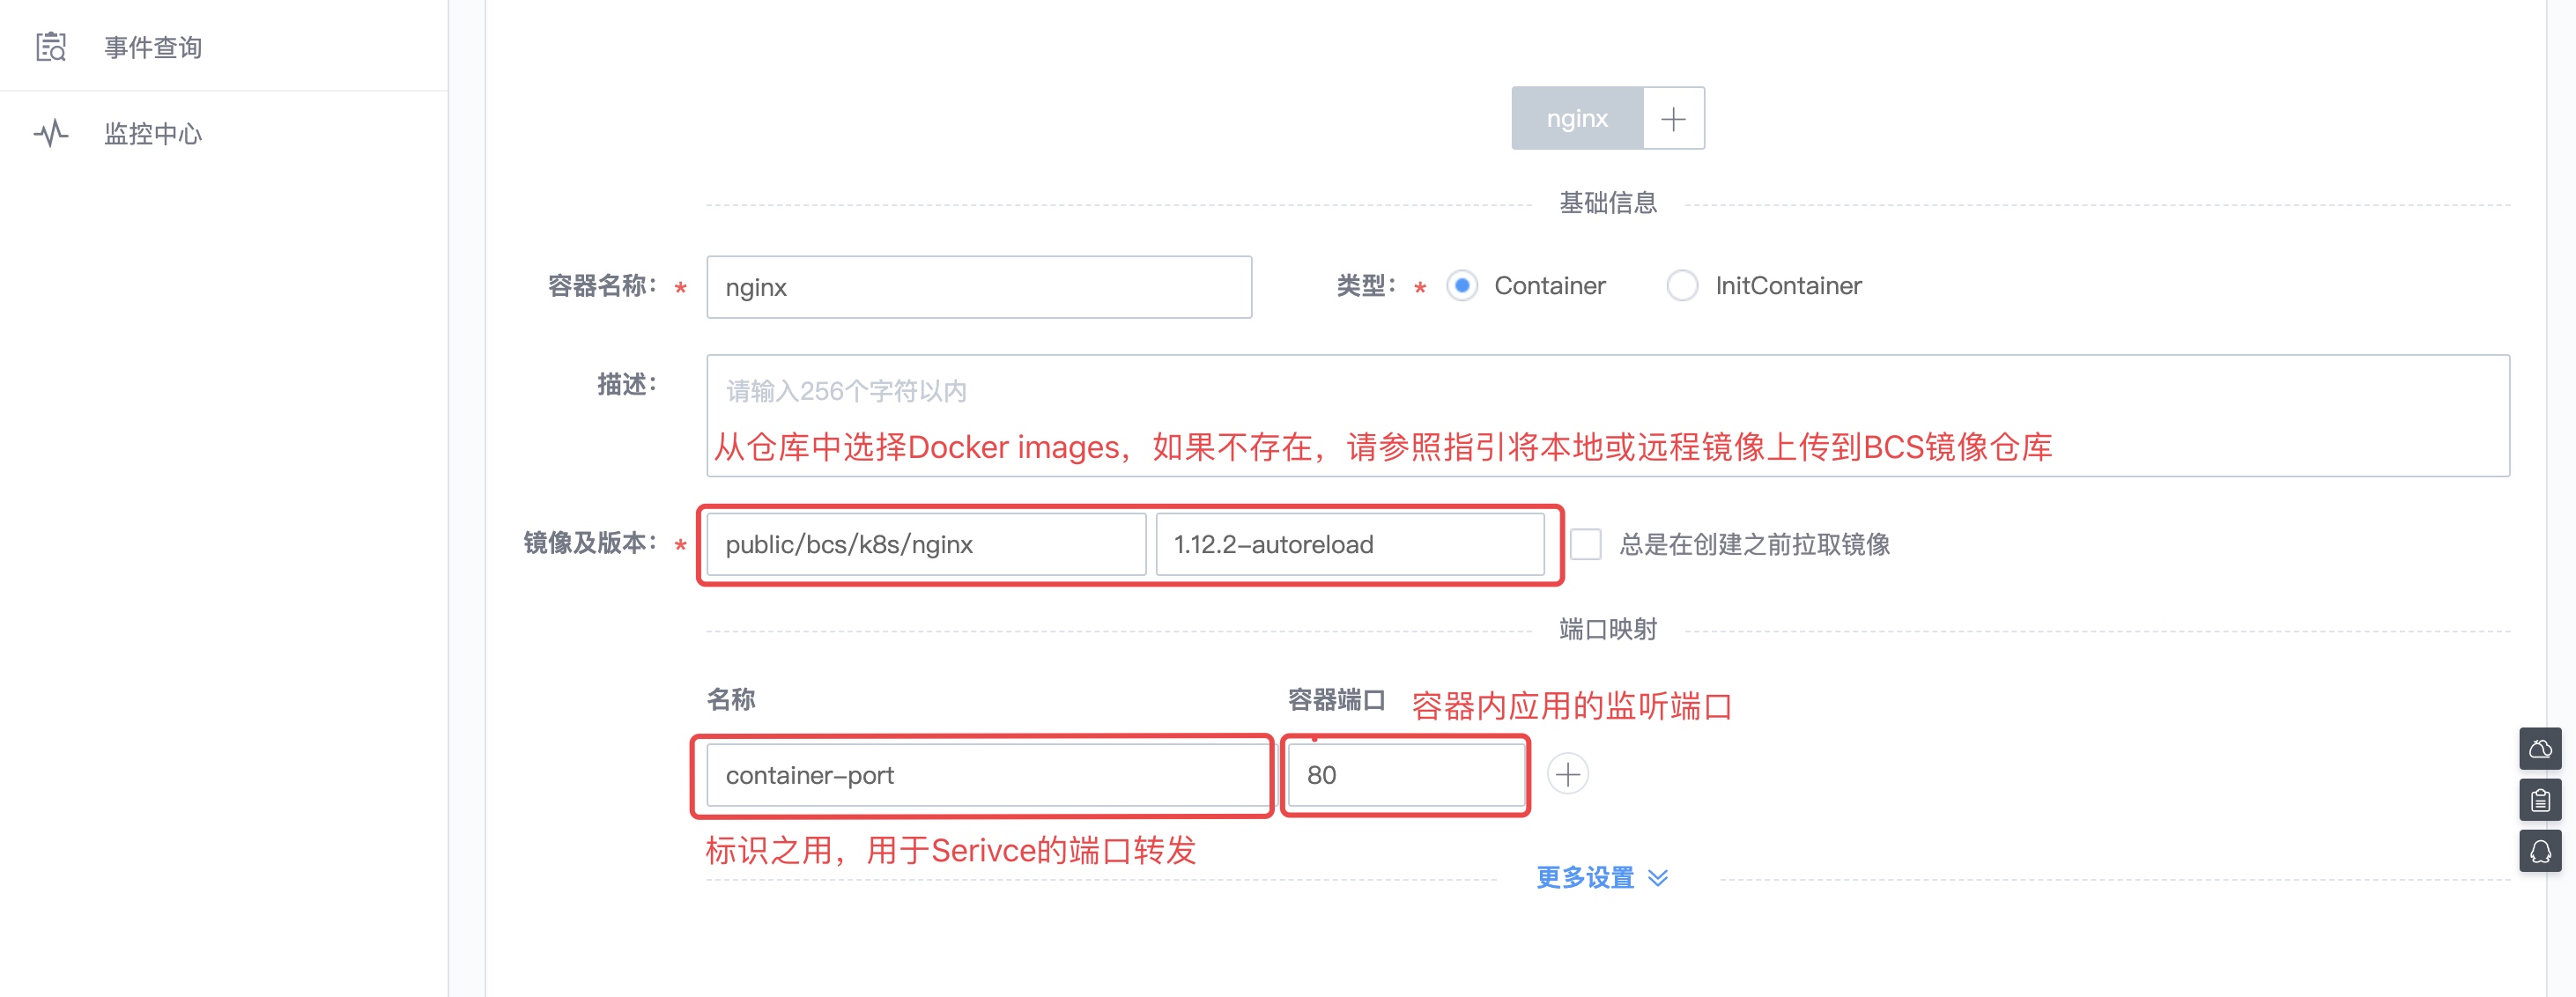 事件查询
监控中心
nginx
基础信息
容器名称： * nginx
类型： * Container InitContainer
描述：
请输入256个字符以内
从仓库中选择Docker images，如果不存在，请参照指引将本地或远程镜像上传到BCS镜像仓库
镜像及版本： * public/bcs/k8s/nginx 1.12.2-autoreload 总是在创建之前拉取镜像
端口映射
名称 容器端口 容器内应用的监听端口
container-port 80
标识之用，用于Serivce的端口转发
更多设置